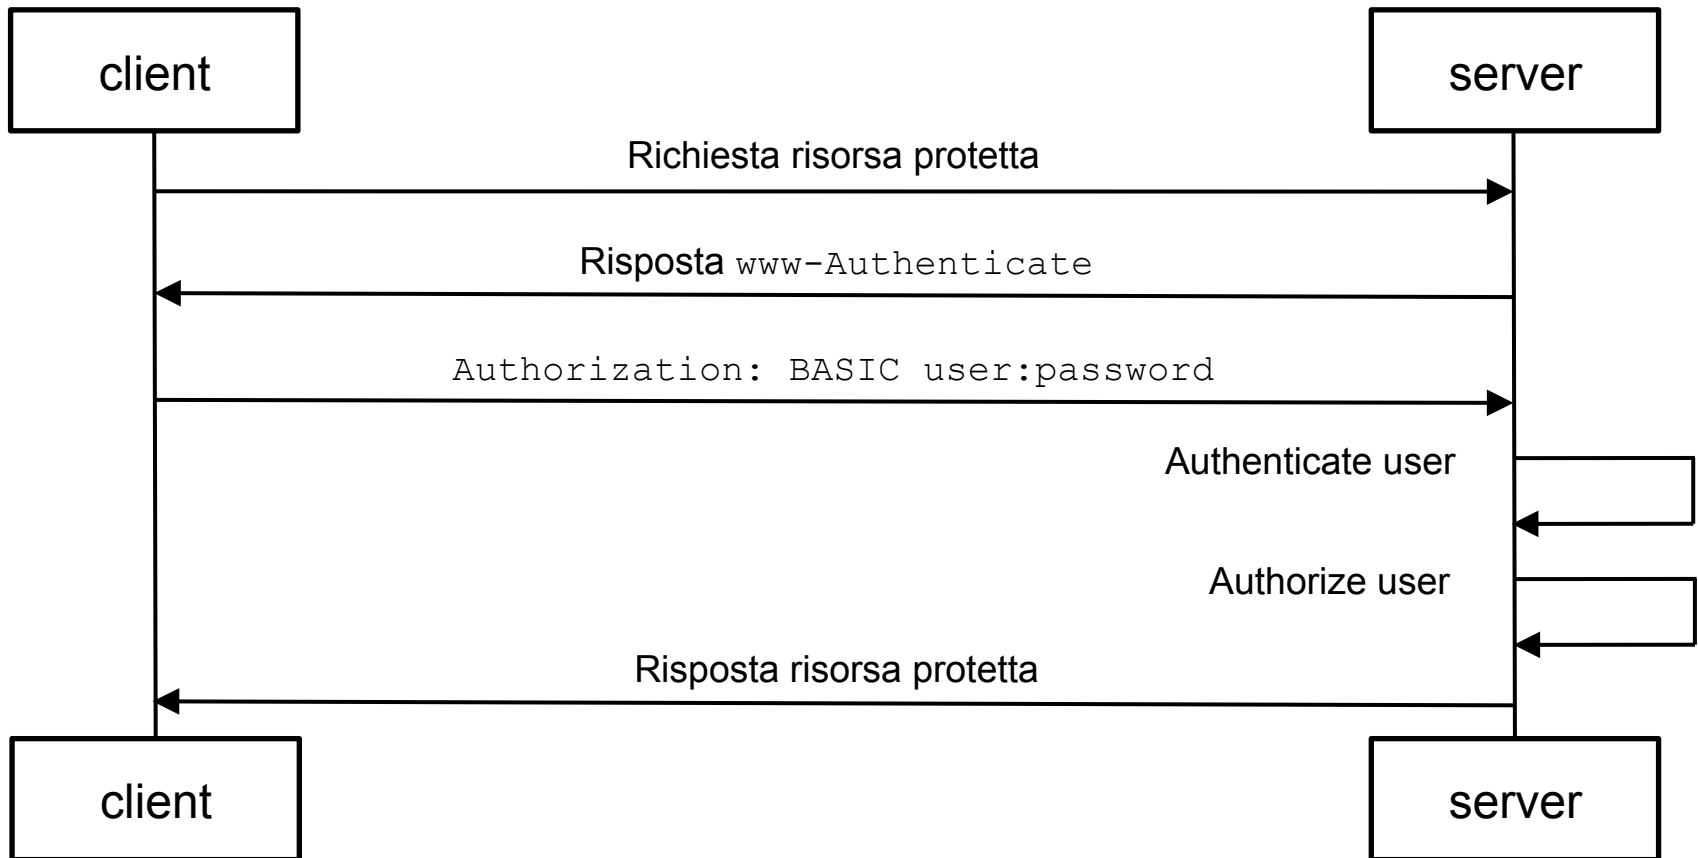 client
server
Richiesta risorsa protetta
Risposta www-Authenticate
Authorization: BASIC user:password
Authenticate user
Authorize user
Risposta risorsa protetta
client
server